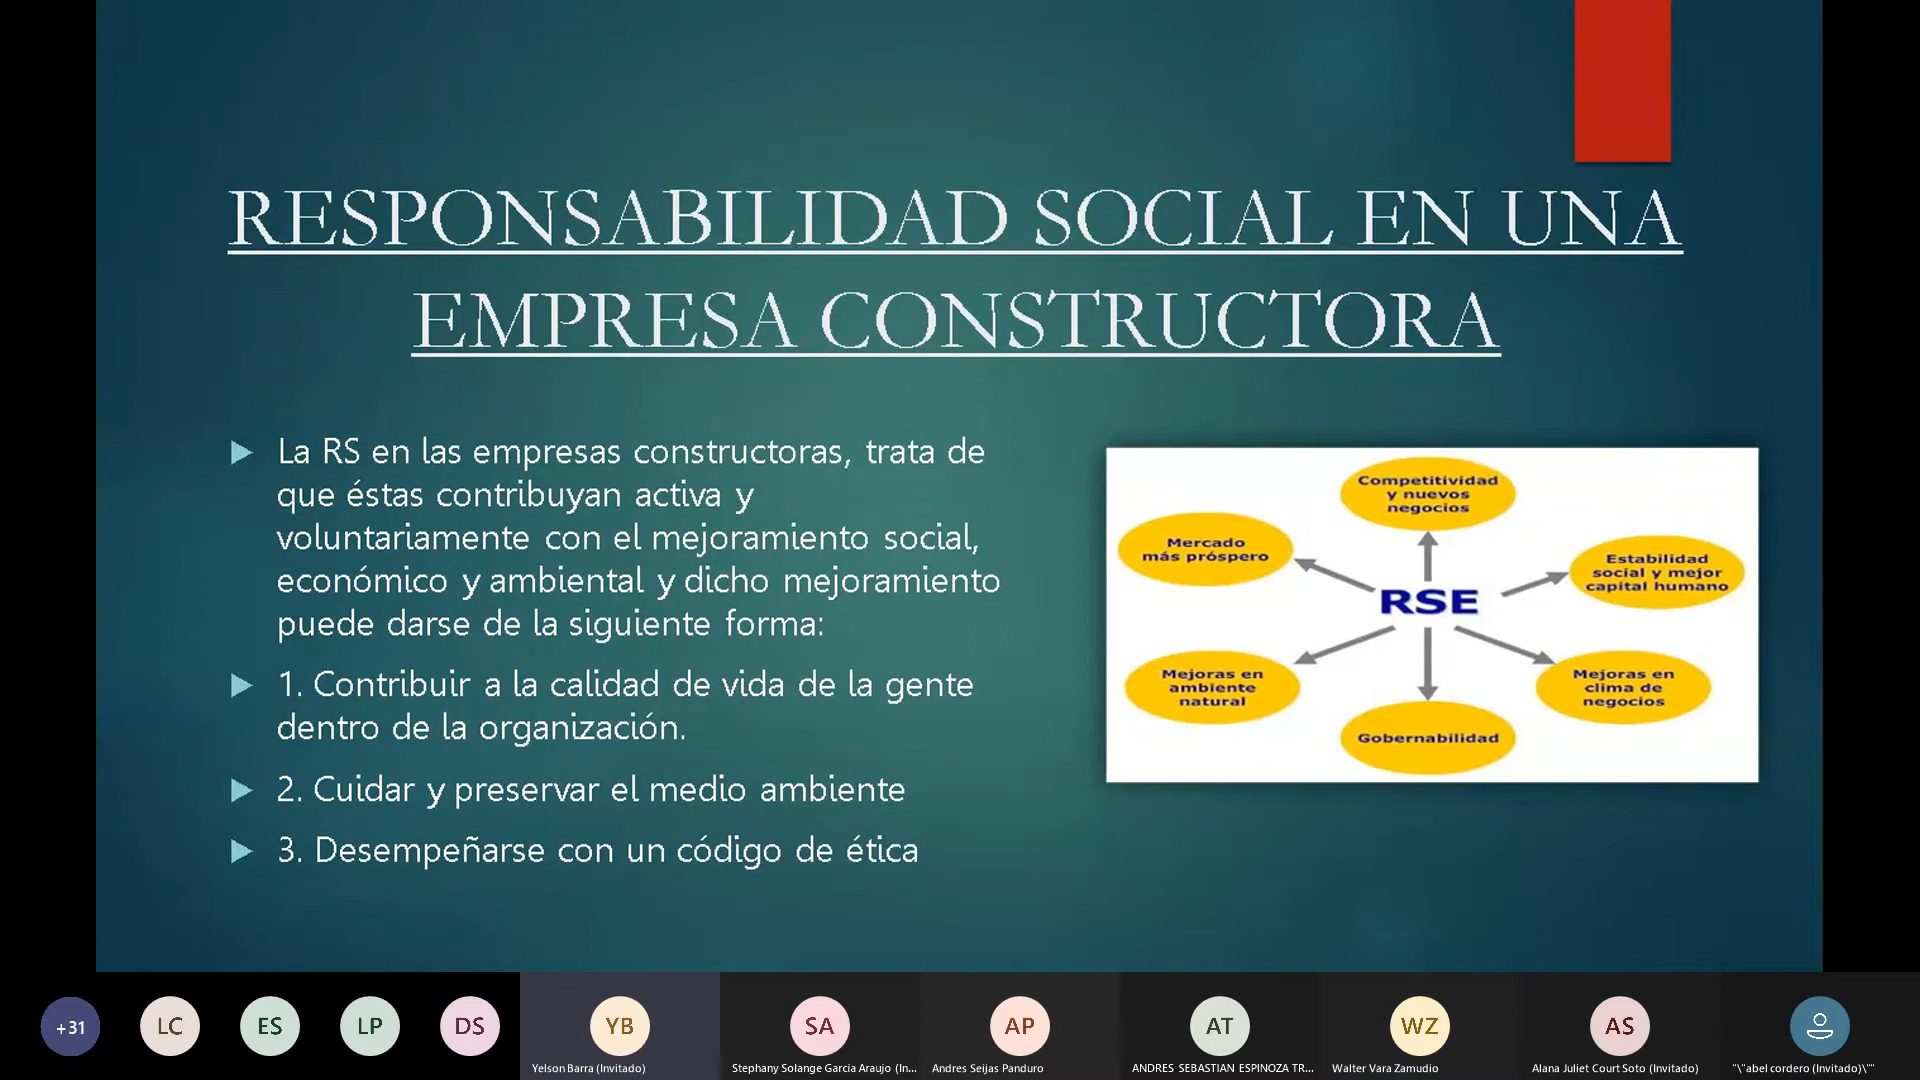 RESPONSABILIDAD SOCIAL EN UNA
EMPRESA CONSTRUCTORA
La RS en las empresas constructoras, trata de
que éstas contribuyan activa y
voluntariamente con el mejoramiento social,
económico y ambiental y dicho mejoramiento
puede darse de la siguiente forma:
1. Contribuir a la calidad de vida de la gente
dentro de la organización.
2. Cuidar y preservar el medio ambiente
3. Desempeñarse con un código de ética
Competitividad
y nuevos
negocios
Mercado
más próspero
Estabilidad
social y mejor
capital humano
RSE
Mejoras en
ambiente
natural
Mejoras en
clima de
negocios
Gobernabilidad
+31
LC
ES
LP
DS
YB
SA
AP
AT
WZ
AS
Yelson Barra (Invitado)
Stephany Solange Garcia Araujo (In...
Andres Seijas Panduro
ANDRES SEBASTIAN ESPINOZA TR...
Walter Vara Zamudio
Alana Juliet Court Soto (Invitado)
"\"abel cordero (Invitado)\""